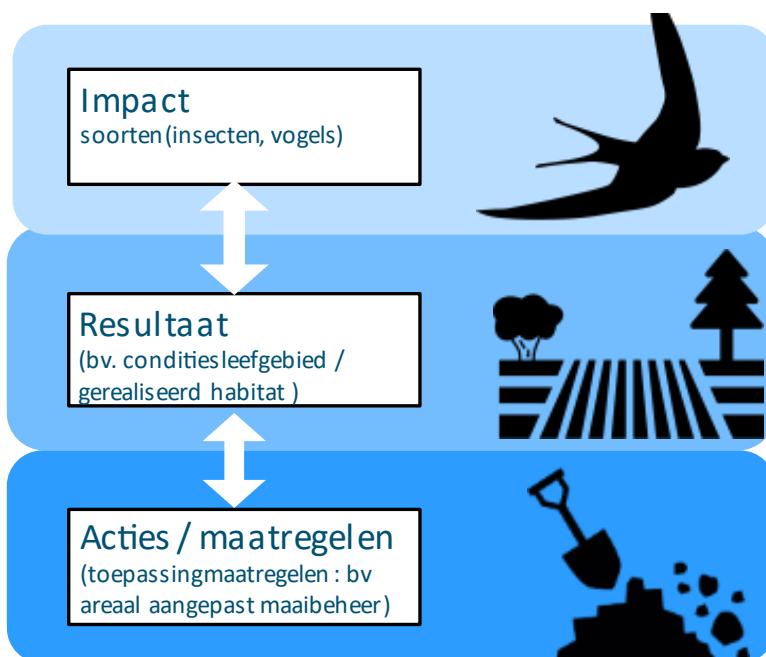 Impact
soorten (insecten, vogels)
Resultaat
(bv. conditiesleefgebied /
gerealiseerd habitat )
Acties / maatregelen
(toepassingmaatregelen : bv
areaal aangepast maaibeheer)